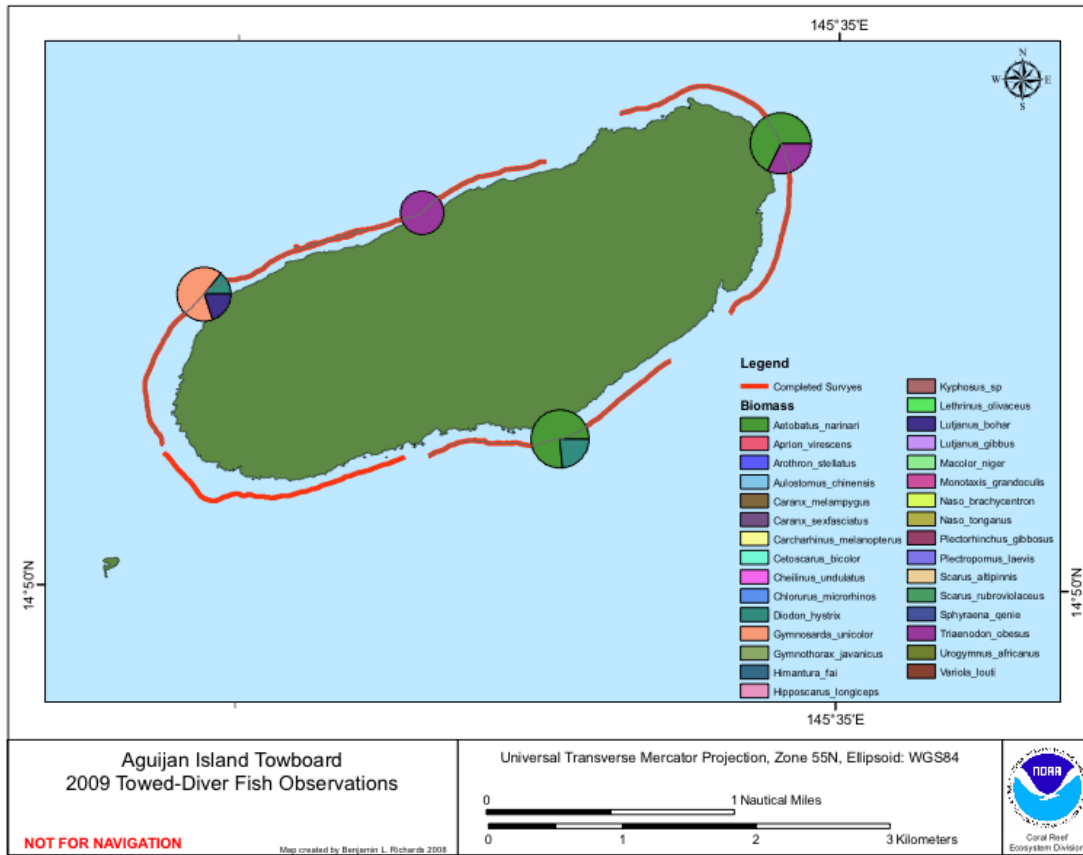 145°35'E
N
W E
S
14°50'N
14°50'N
Legend
Completed Survyes
Biomass
Aetobatus_narinari
Aprion_virescens
Arothron_stellatus
Aulostomus_chinensis
Caranx_melampygus
Caranx_sexfasciatus
Carcharhinus_melanopterus
Cetoscarus_bicolor
Cheilinus_undulatus
Chlorurus_microrhinos
Diodon_hystrix
Gymnosarda_unicolor
Gymnothorax_javanicus
Himantura_fai
Hipposcarus_longiceps
Kyphosus_sp
Lethrinus_olivaceus
Lutjanus_bohar
Lutjanus_gibbus
Macolor_niger
Monotaxis_grandoculis
Naso_brachycentron
Naso_tonganus
Plectorhinchus_gibbosus
Plectropomus_laevis
Scarus_altipinnis
Scarus_rubroviolaceus
Sphyraena_qenie
Triaenodon_obesus
Urogymnus_africanus
Variola_louti
145°35'E
Aguijan Island Towboard
2009 Towed-Diver Fish Observations
NOT FOR NAVIGATION
Map created by Benjamin L. Richards 2008
Universal Transverse Mercator Projection, Zone 55N, Ellipsoid: WGS84
0 1 Nautical Miles
0 1 2 3 Kilometers
NOAA
Coral Reef
Ecosystem Division